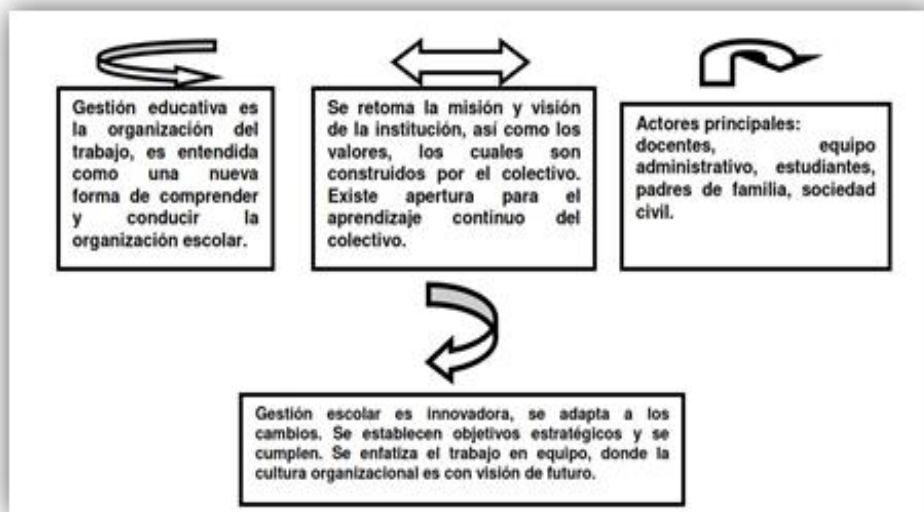 Gestión educativa es
la organización del
trabajo, es entendida
como una nueva
forma de comprender
y conducir la
organización escolar.
Se retoma la misión y visión
de la institución, así como los
valores, los cuales son
construidos por el colectivo.
Existe apertura para el
aprendizaje continuo del
colectivo.
Actores principales:
docentes, equipo
administrativo, estudiantes,
padres de familia, sociedad
civil.
Gestión escolar es innovadora, se adapta a los
cambios. Se establecen objetivos estratégicos y se
cumplen. Se enfatiza el trabajo en equipo, donde la
cultura organizacional es con visión de futuro.